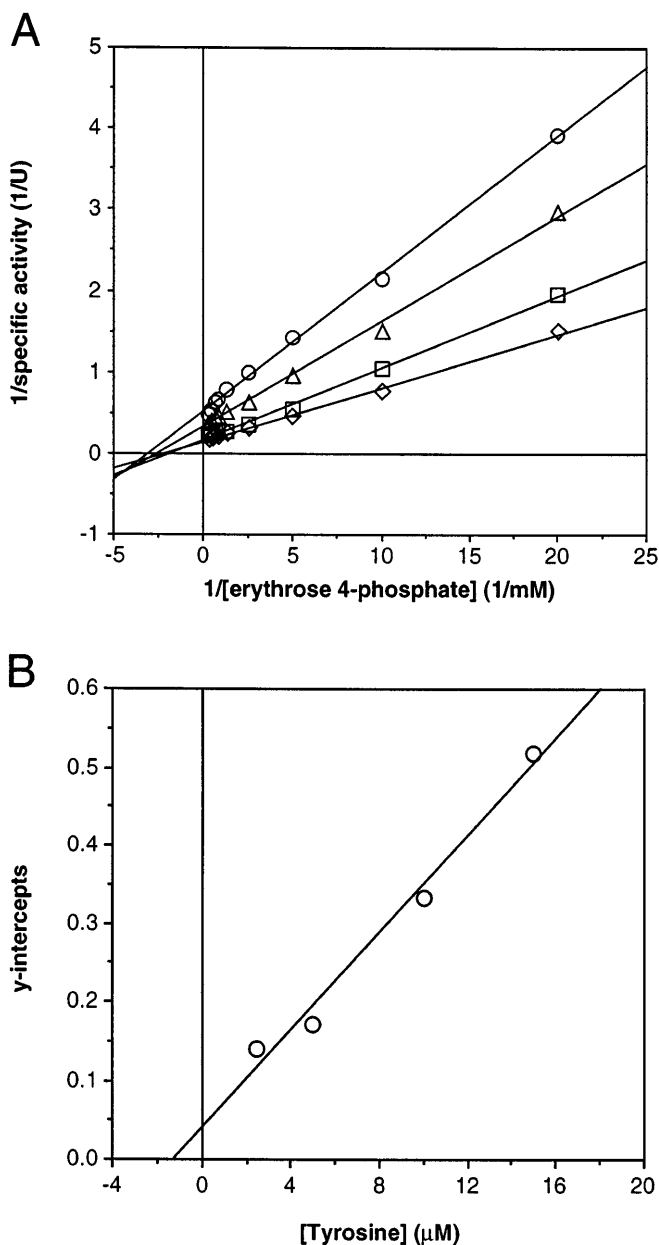 A
5
4
3
2
1
0
-1
-5 0 5 10 15 20 25
1/specific activity (1/U)
1/[erythrose 4-phosphate] (1/mM)
B
0.6
0.5
0.4
0.3
0.2
0.1
0.0
-4 0 4 8 12 16 20
y-intercepts
[Tyrosine] (µM)